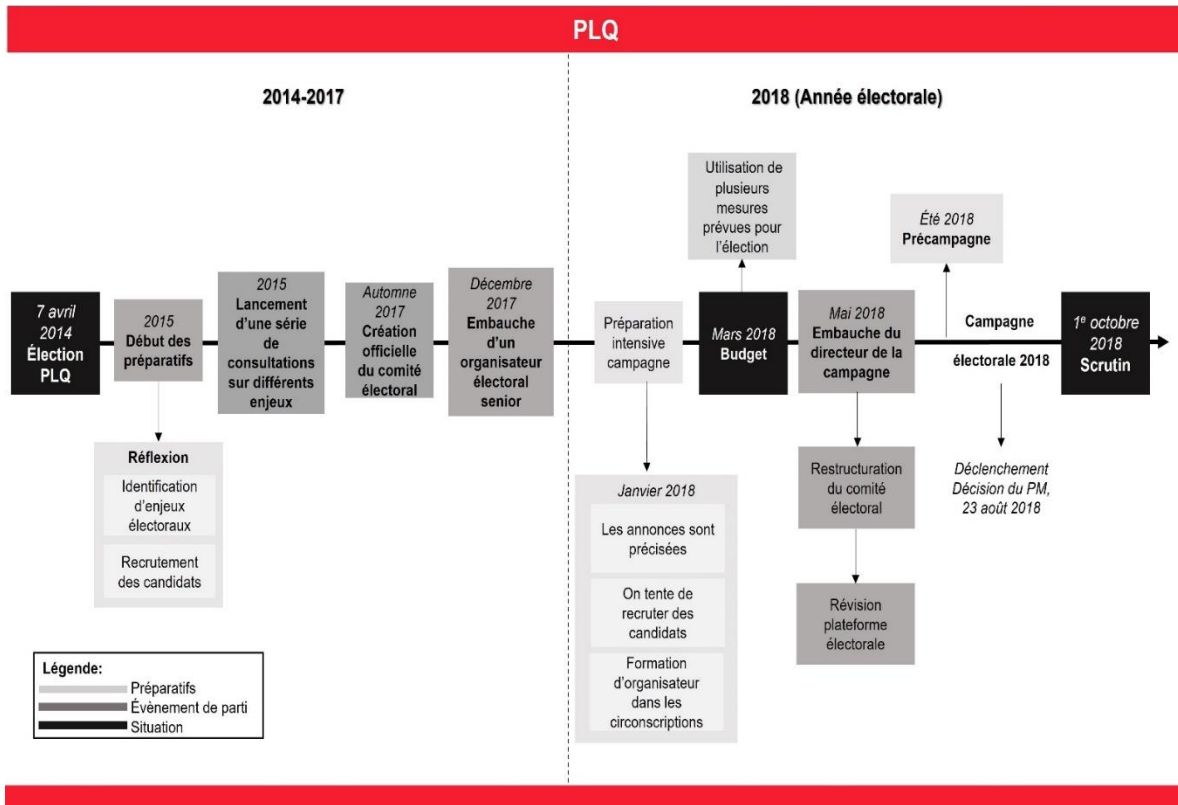 PLQ
2014-2017
7 avril
2014
Élection
PLQ
2015
Début des
préparatifs
Réflexion
Identification
d'enjeux
électoraux
Recrutement
des candidats
2015
Lancement
d'une série
de
consultations
sur différents
enjeux
Automne
2017
Création
officielle
du comité
électoral
Décembre
2017
Embauche
d'un
organisateur
électoral
senior
2018 (Année électorale)
Préparation
intensive
campagne
Janvier 2018
Les annonces sont
précisées
On tente de
recruter des
candidats
Formation
d'organisateur
dans les
circonscriptions
Utilisation de
plusieurs
mesures
prévues pour
l'élection
Mars 2018
Budget
Mai 2018
Embauche du
directeur de la
campagne
Restructuration
du comité
électoral
Révision
plateforme
électorale
Été 2018
Précampagne
Campagne
électorale 2018
Déclenchement
Décision du PM,
23 août 2018
1e octobre
2018
Scrutin
Légende:
Préparatifs
Évènement de parti
Situation